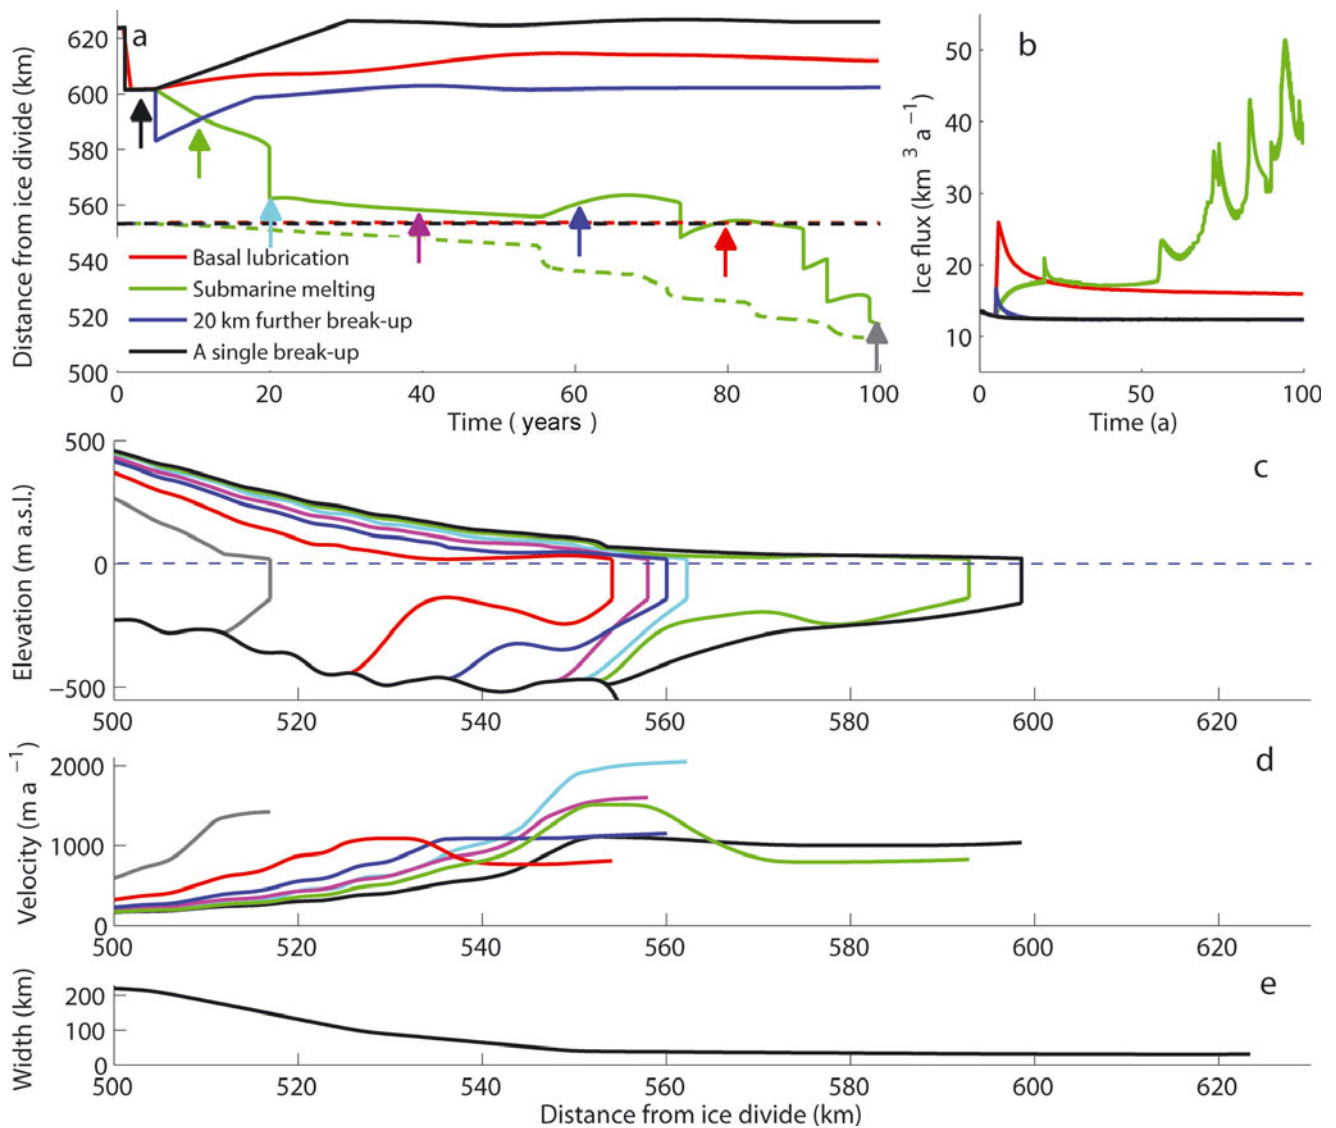 a
Distance from ice divide (km)
620
600
580
560
540
520
500
Basal lubrication
Submarine melting
20 km further break-up
A single break-up
0 20 40 60 80 100
Time ( years )
b
Ice flux (km 3 a −1)
50
40
30
20
10
0 50 100
Time (a)
c
Elevation (m a.s.l.)
500
0
−500
500 520 540 560 580 600 620
d
Velocity (m a −1)
2000
1000
0
500 520 540 560 580 600 620
e
Width (km)
200
100
0
500 520 540 560 580 600 620
Distance from ice divide (km)